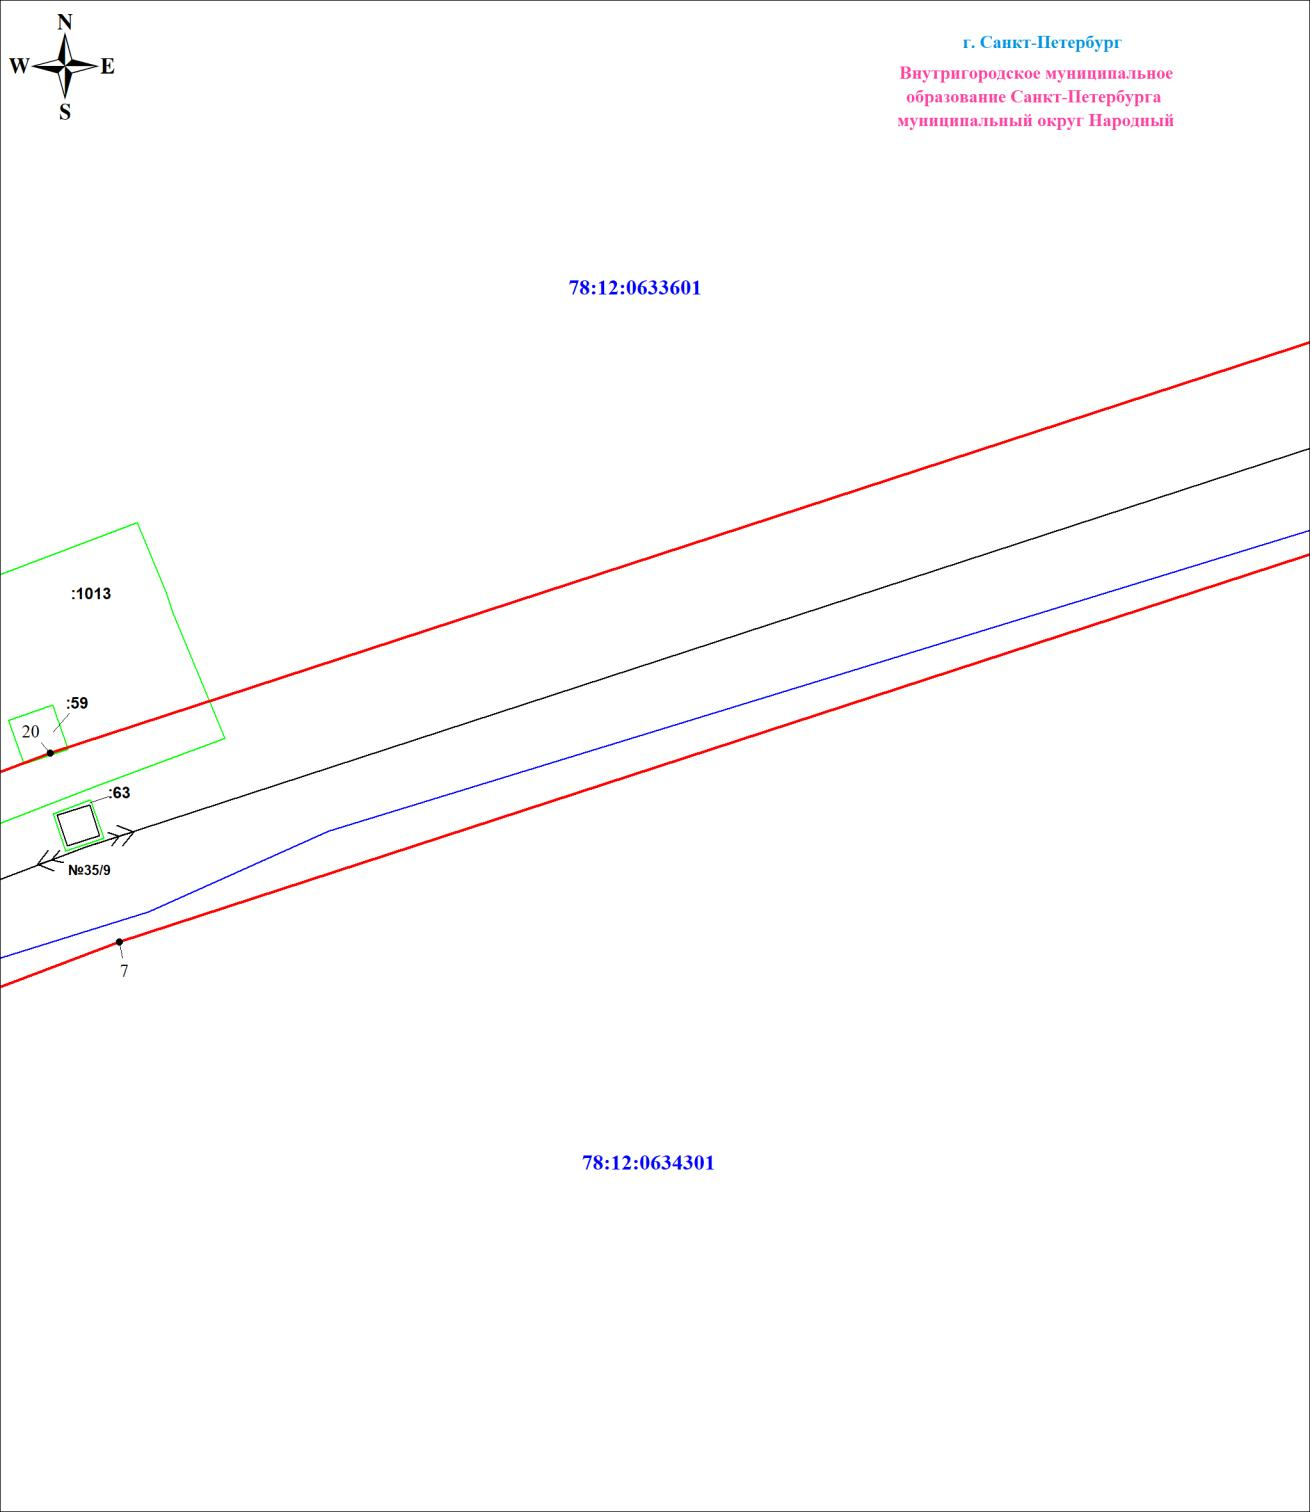 N
W E
S
г. Санкт-Петербург
Внутригородское муниципальное
образование Санкт-Петербурга
муниципальный округ Народный
78:12:0633601
:1013
:59
20
:63
№35/9
7
78:12:0634301